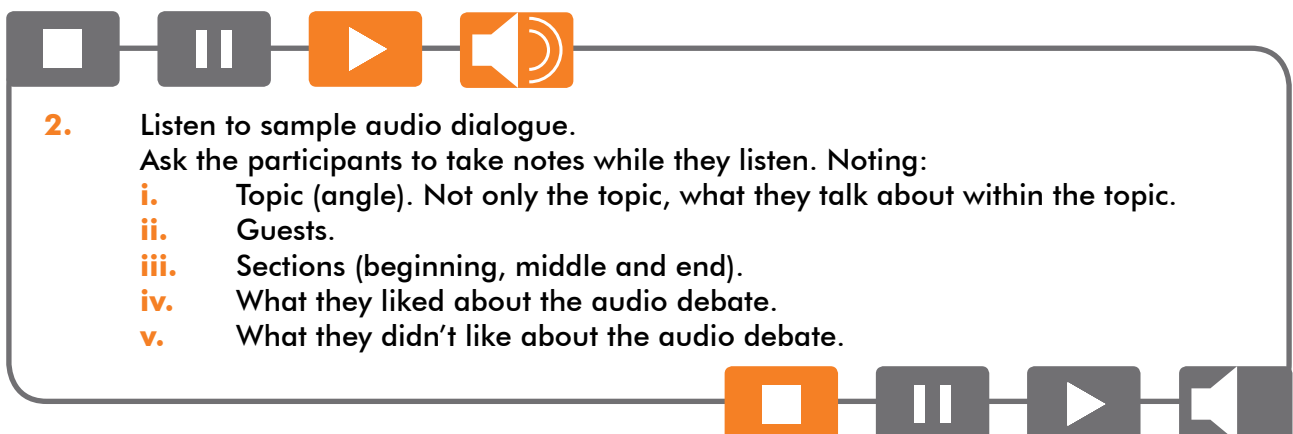 2. Listen to sample audio dialogue.
Ask the participants to take notes while they listen. Noting:
i. Topic (angle). Not only the topic, what they talk about within the topic.
ii. Guests.
iii. Sections (beginning, middle and end).
iv. What they liked about the audio debate.
v. What they didn’t like about the audio debate.